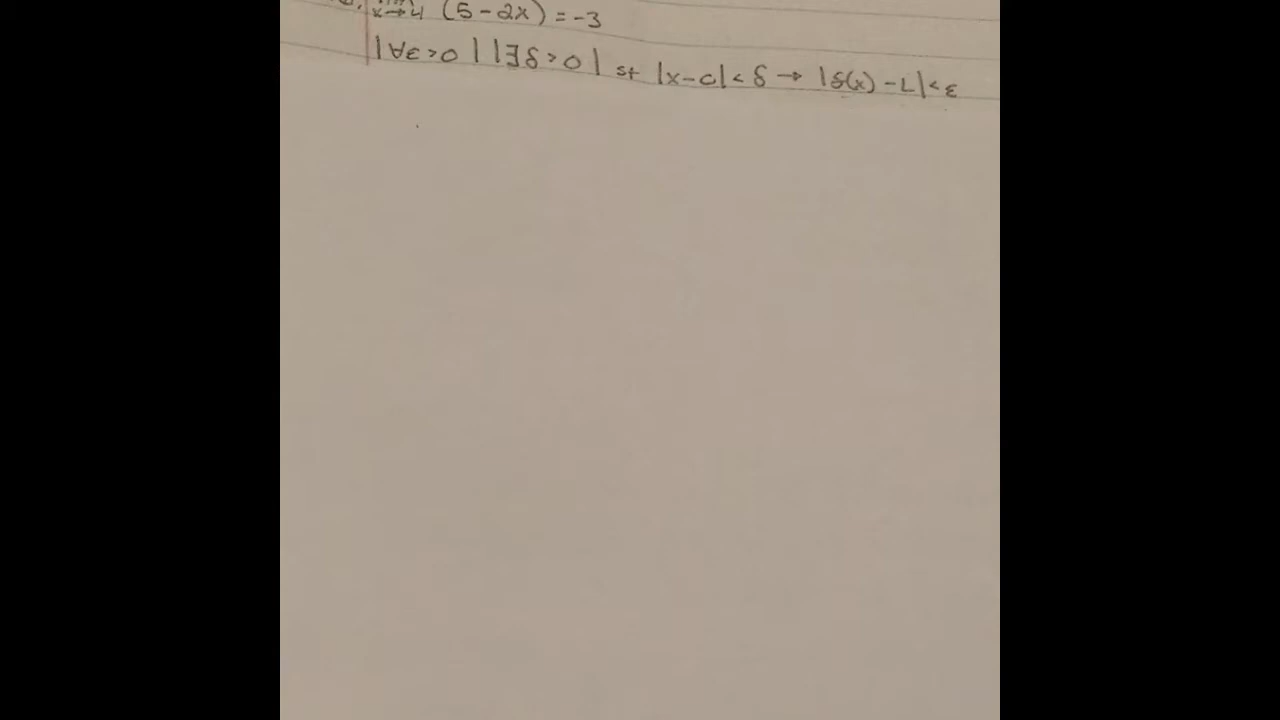 x→4 (5-2x) = -3
|∀ε>0| |∃δ>0| st |x-c|<δ → |f(x)-L|<ε